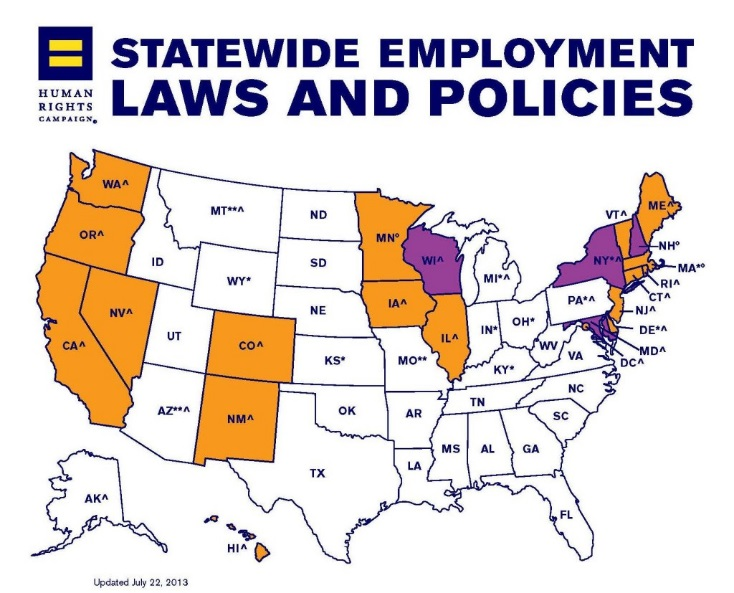 HUMAN
RIGHTS
CAMPAIGN®
STATEWIDE EMPLOYMENT
LAWS AND POLICIES
WA^
OR^
CA^
NV^
ID
MT**^
WY*
UT
AZ**^
CO^
NM^
ND
SD
NE
KS*
OK
TX
MN°
IA^
MO**
AR
LA
WI^
IL^
MI*^
IN*
OH*
KY*
TN
MS
AL
GA
FL
SC
NC
VA
WV
PA*^
NY*^
VT^
ME^
NH°
MA*°
RI^
CT^
NJ^
DE*^
MD^
DC^
AK^
HI^
Updated July 22, 2013